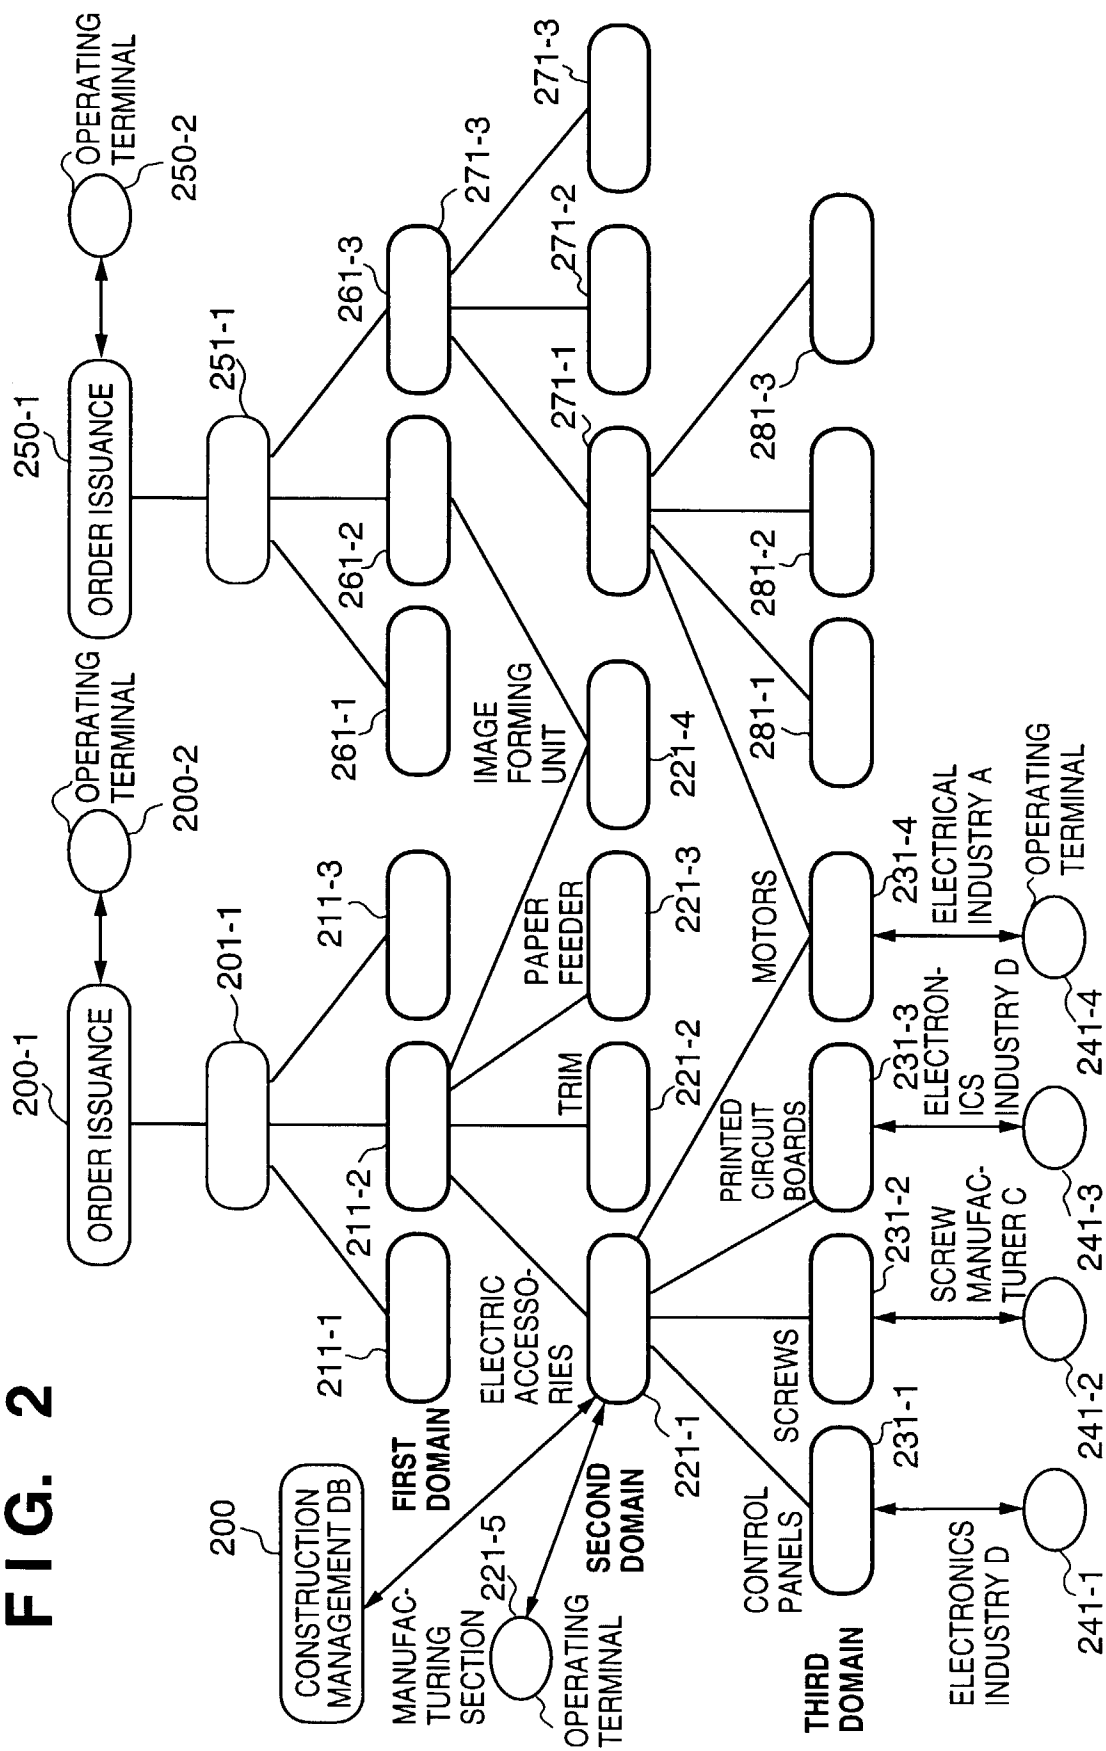 FIG. 2
200-1
ORDER ISSUANCE
OPERATING
TERMINAL
200-2
250-1
ORDER ISSUANCE
OPERATING
TERMINAL
250-2
201-1
251-1
200
CONSTRUCTION
MANAGEMENT DB
FIRST
DOMAIN
211-1
211-2
211-3
261-1
261-2
261-3
271-3
MANUFAC-
TURING
SECTION
221-5
OPERATING
TERMINAL
SECOND
DOMAIN
ELECTRIC
ACCESSO-
RIES
221-1
TRIM
221-2
PAPER
FEEDER
221-3
IMAGE
FORMING
UNIT
221-4
271-1
271-2
271-3
THIRD
DOMAIN
CONTROL
PANELS
231-1
SCREWS
231-2
PRINTED
CIRCUIT
BOARDS
231-3
MOTORS
231-4
281-1
281-2
281-3
ELECTRONICS
INDUSTRY D
241-1
SCREW
MANUFAC-
TURER C
241-2
ELECTRON-
ICS
INDUSTRY D
241-3
ELECTRICAL
INDUSTRY A
241-4
OPERATING
TERMINAL